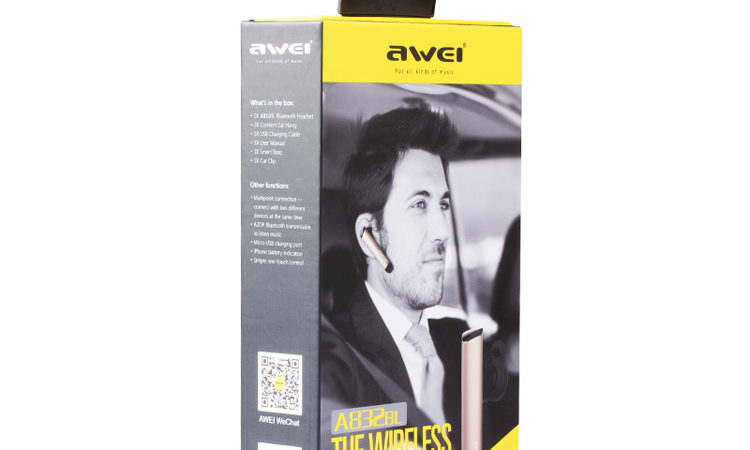 AWEI
For all kinds of music
What's in the box:
• 1X A832BL Bluetooth Headset
• 2X Comfort Ear Hang
• 1X USB Charging Cable
• 1X User Manual
• 1X Smart Base
• 1X Car Clip
Other functions:
• Multipoint connection —
connect with two different
devices at the same time
• A2DP Bluetooth transmission
to listen music
• Micro USB charging port
• iPhone battery indication
• Simple one-touch control
AWEI WeChat
AWEI®
For all kinds of music
A832BL
THE WIRELESS